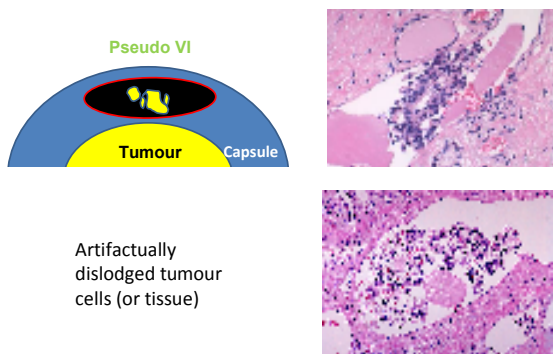 Pseudo VI
Tumour
Capsule
Artifactually
dislodged tumour
cells (or tissue)